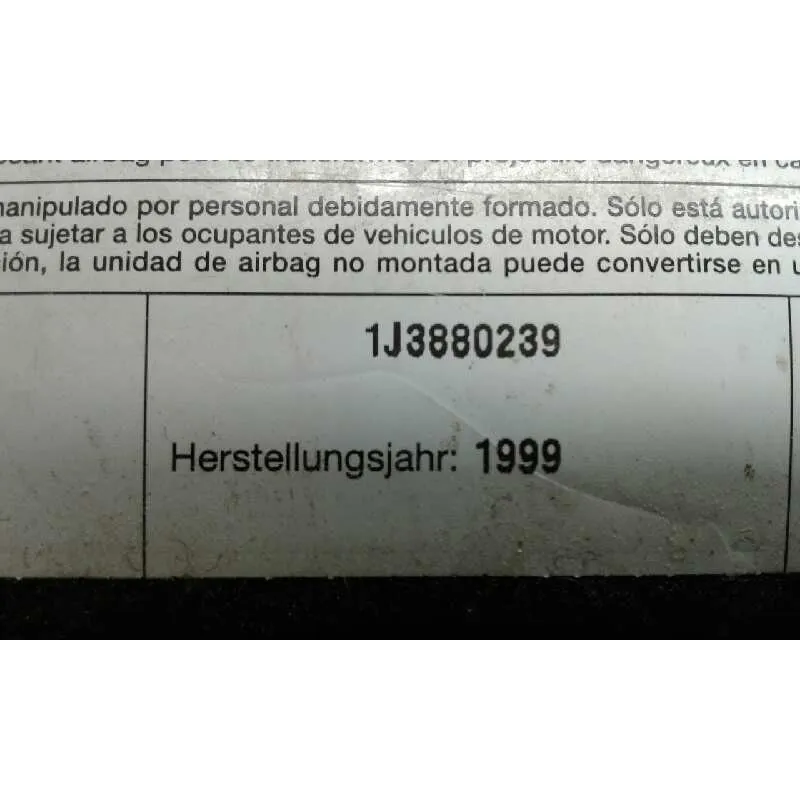 airbag
manipulado por personal debidamente formado. Sólo está autori
a sujetar a los ocupantes de vehiculos de motor. Sólo deben des
ión, la unidad de airbag no montada puede convertirse en u
1J3880239
Herstellungsjahr: 1999